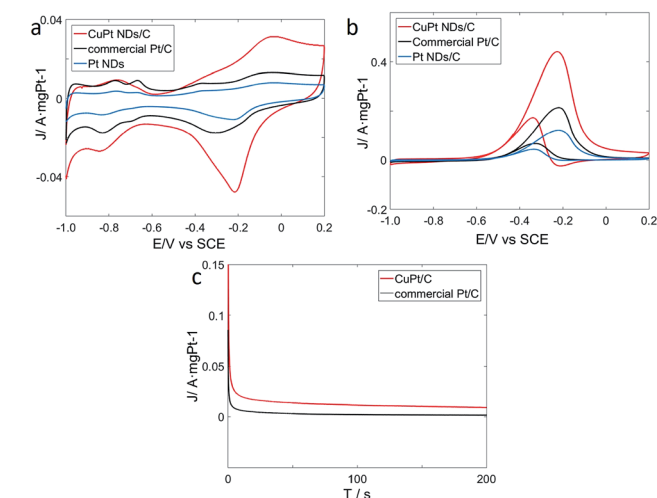 a
0.04
CuPt NDs/C
commercial Pt/C
Pt NDs
0
-0.04
J/ A·mgPt-1
-1.0 -0.8 -0.6 -0.4 -0.2 0 0.2
E/V vs SCE
b
CuPt NDs/C
Commercial Pt/C
Pt NDs/C
0.4
0
-0.2
J/ A·mgPt-1
-1.0 -0.8 -0.6 -0.4 -0.2 0 0.2
E/V vs SCE
c
0.15
CuPt/C
commercial Pt/C
0.1
0.05
0
J/ A·mgPt-1
0 100 200
T / s